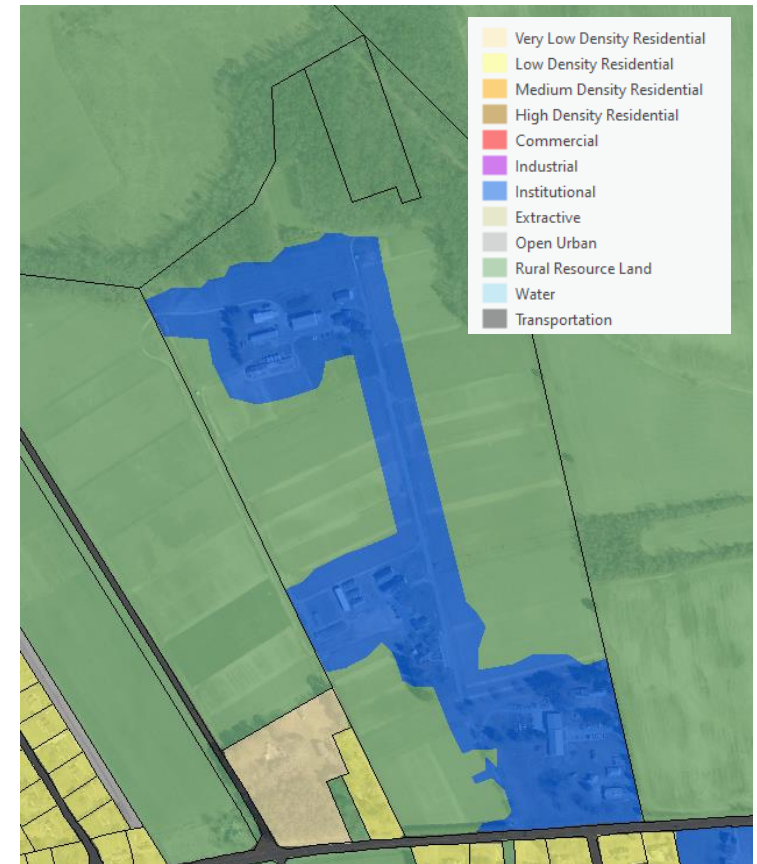 Very Low Density Residential
Low Density Residential
Medium Density Residential
High Density Residential
Commercial
Industrial
Institutional
Extractive
Open Urban
Rural Resource Land
Water
Transportation